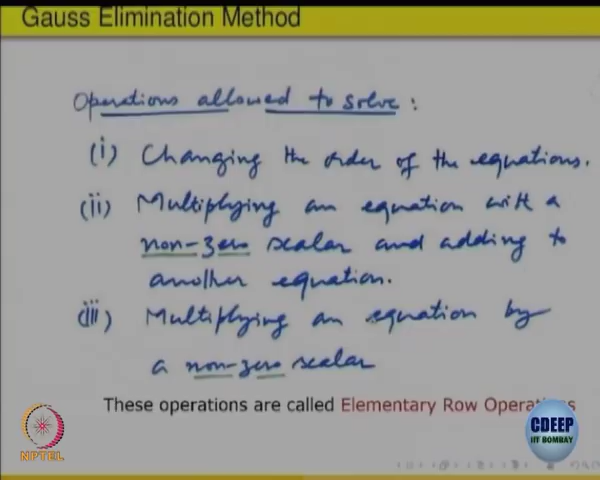 Gauss Elimination Method
Operations allowed to solve :
(i) Changing the order of the equations.
(ii) Multiplying an equation with a
non-zero scalar and adding to
another equation.
(iii) Multiplying an equation by
a non-zero scalar
These operations are called Elementary Row Operations
NPTEL
CDEEP
IIT BOMBAY